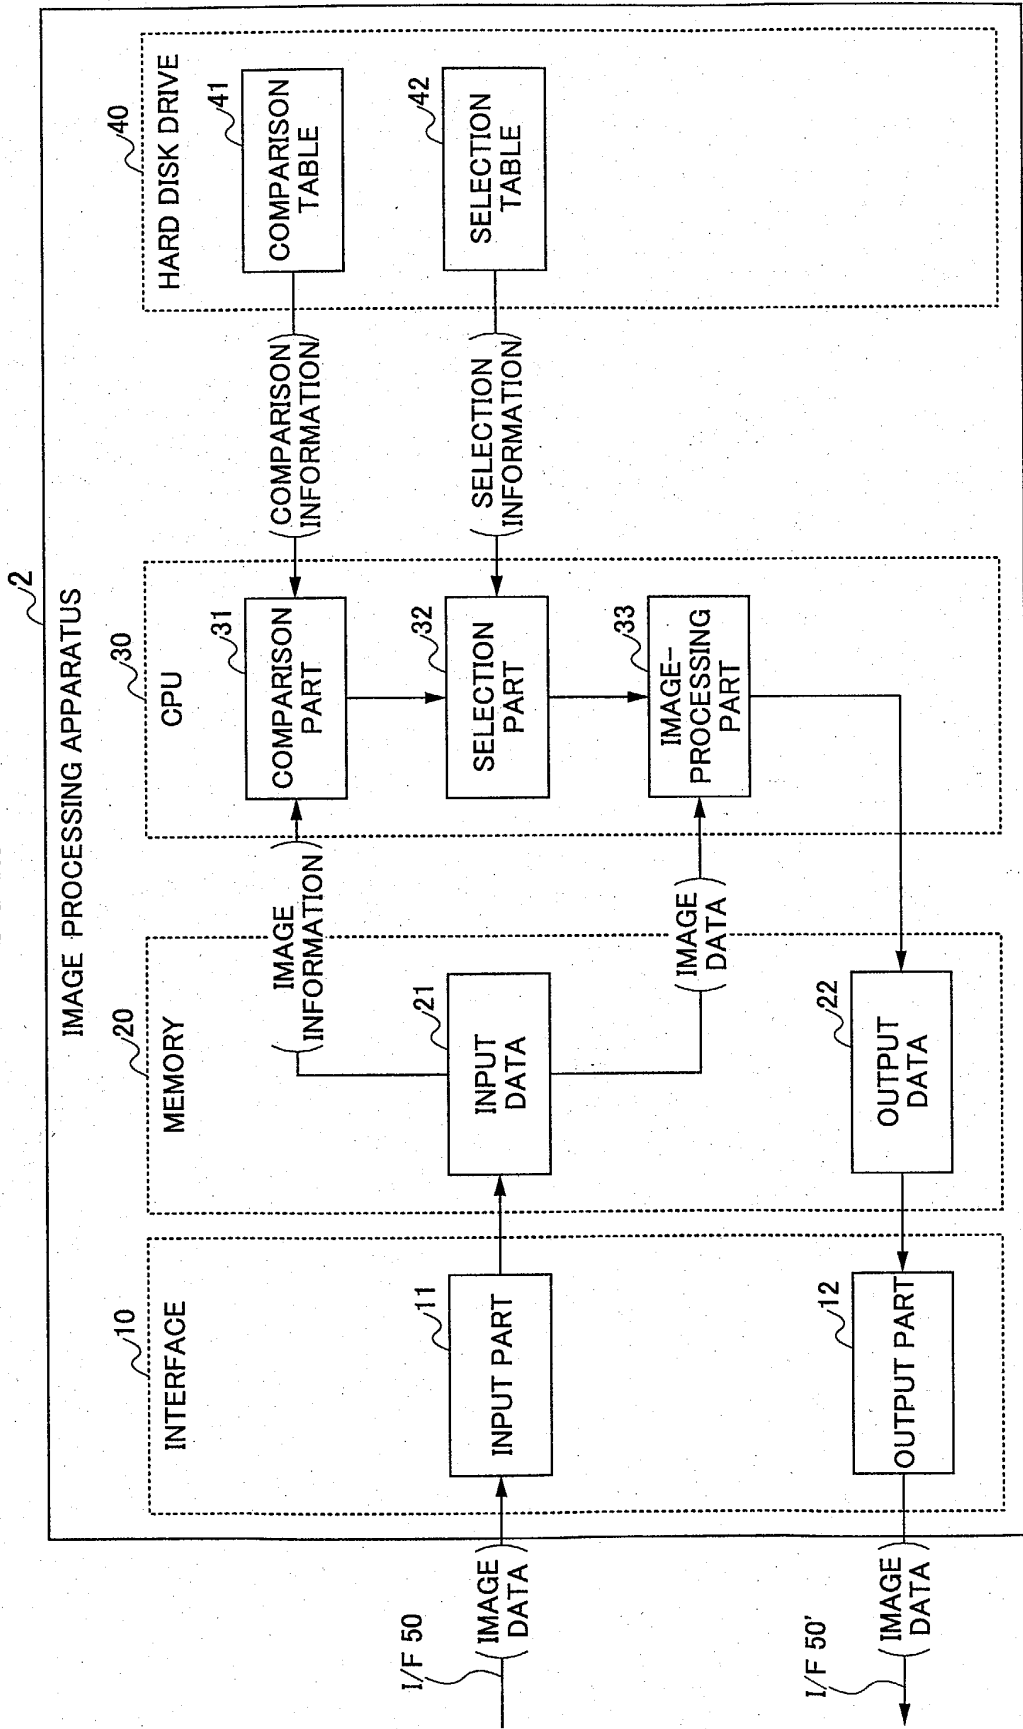 2
IMAGE PROCESSING APPARATUS
10
INTERFACE
11
INPUT PART
12
OUTPUT PART
I/F 50
(IMAGE
DATA)
I/F 50'
(IMAGE
DATA)
20
MEMORY
21
INPUT
DATA
22
OUTPUT
DATA
(IMAGE
INFORMATION)
(IMAGE
DATA)
30
CPU
31
COMPARISON
PART
32
SELECTION
PART
33
IMAGE-
PROCESSING
PART
(COMPARISON
INFORMATION)
(SELECTION
INFORMATION)
40
HARD DISK DRIVE
41
COMPARISON
TABLE
42
SELECTION
TABLE